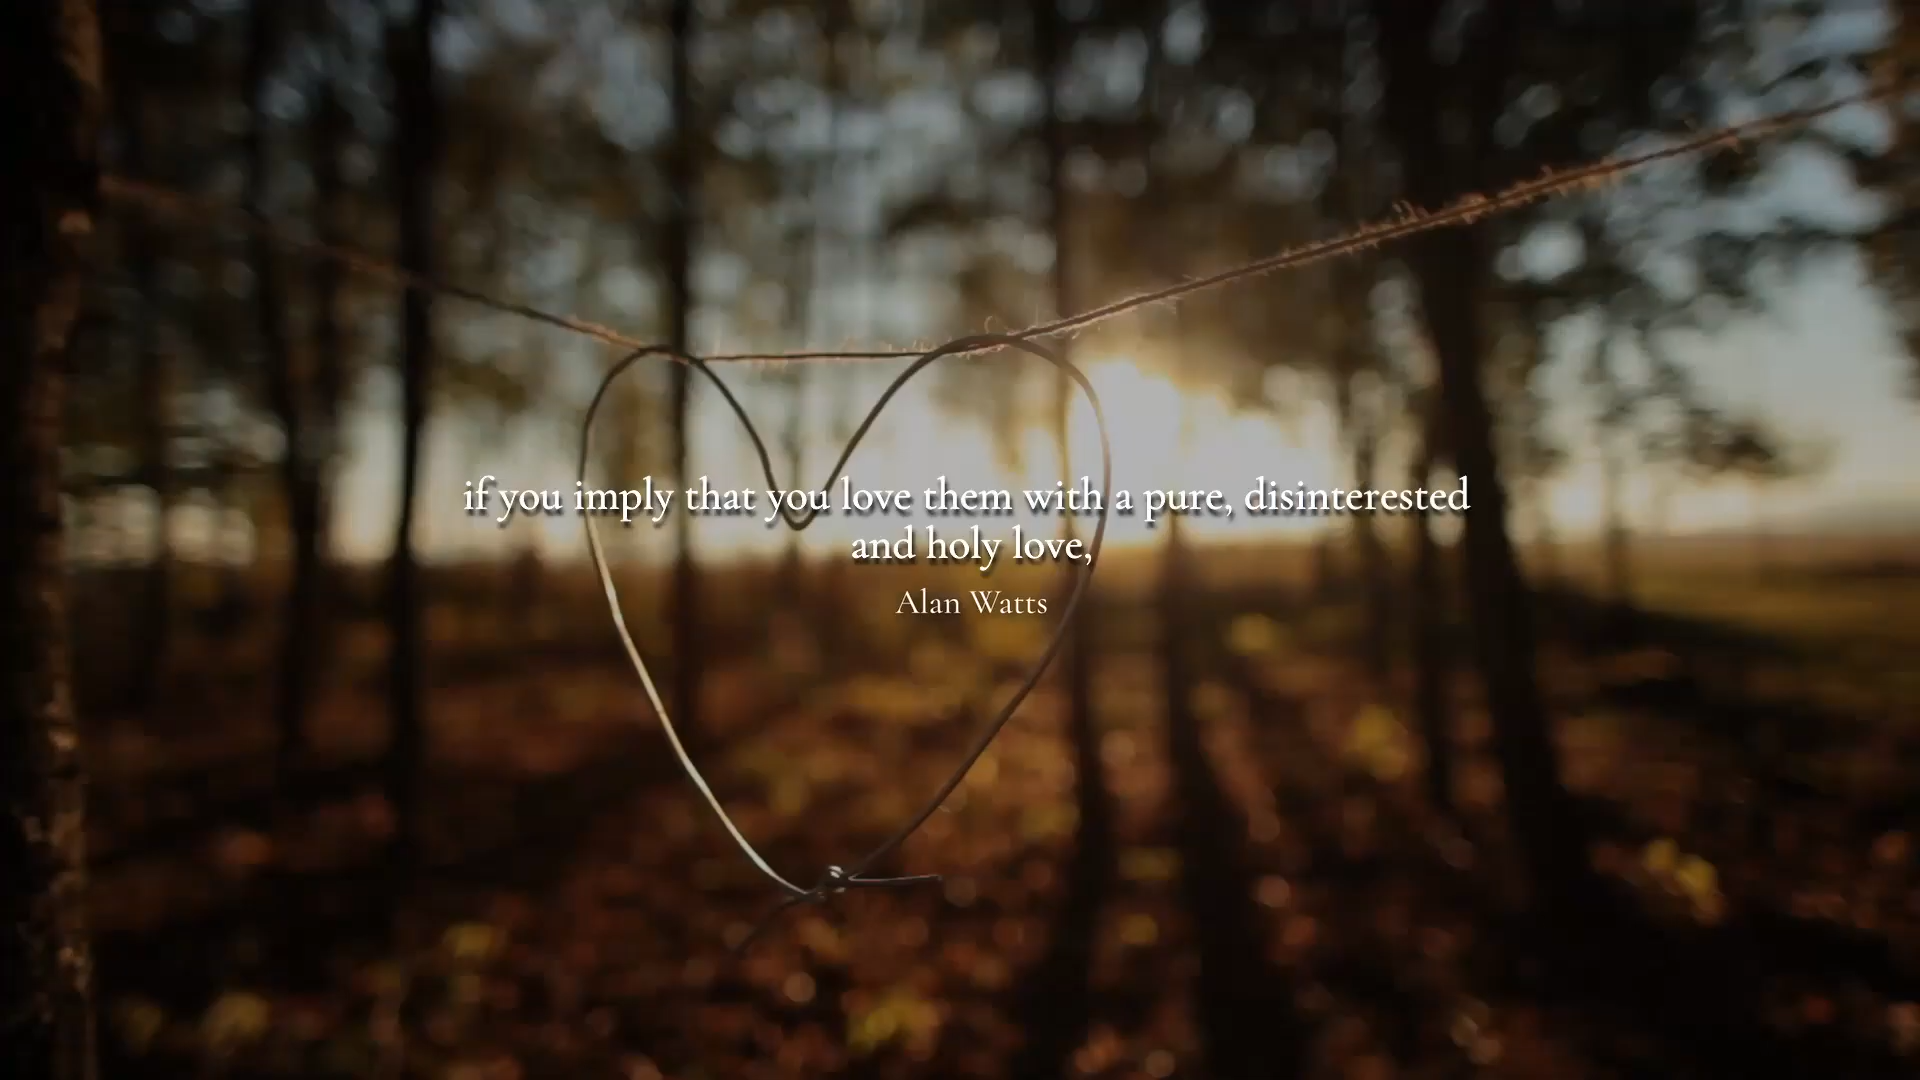 if you imply that you love them with a pure, disinterested
and holy love,
Alan Watts